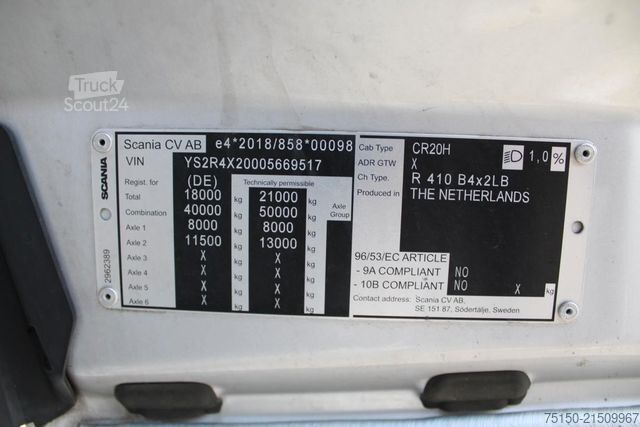 Truck
Scout24
SCANIA
2962389
Scania CV AB e4*2018/858*00098
VIN YS2R4X20005669517
Regist. for (DE) Technically permissible
Total 18000 kg 21000 kg
Combination 40000 kg 50000 kg Axle Group
Axle 1 8000 kg 8000 kg
Axle 2 11500 kg 13000 kg
Axle 3 X kg X kg
Axle 4 X kg X kg
Axle 5 X kg X kg
Axle 6 X kg X kg
Cab Type CR20H 1,0 %
ADR GTW X
Ch. Type. R 410 B4x2LB
Produced in THE NETHERLANDS
96/53/EC ARTICLE
- 9A COMPLIANT NO
- 10B COMPLIANT NO X kg
Contact address: Scania CV AB,
SE 151 87, Södertälje, Sweden
75150-21509967